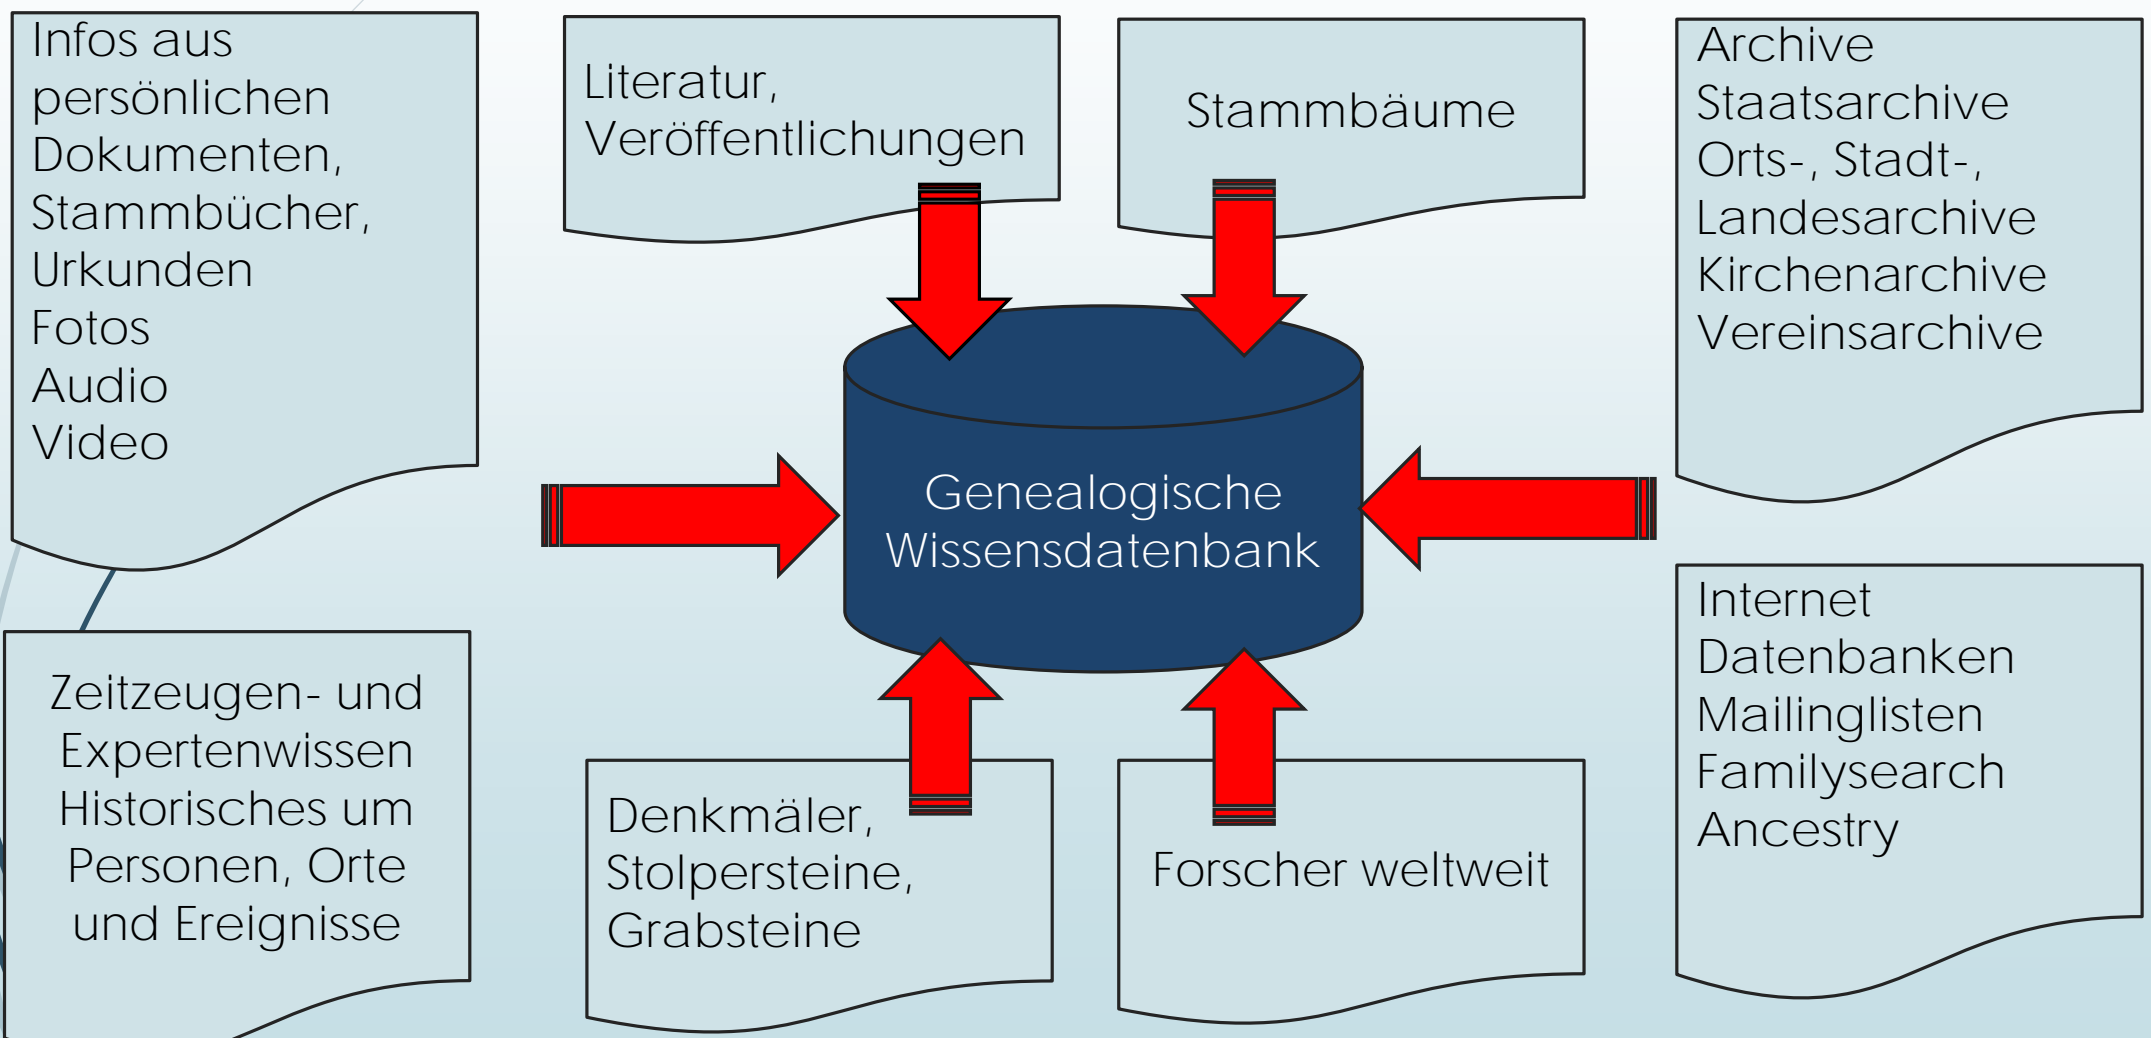 Infos aus
persönlichen
Dokumenten,
Stammbücher,
Urkunden
Fotos
Audio
Video
Literatur,
Veröffentlichungen
Stammbäume
Archive
Staatsarchive
Orts-, Stadt-,
Landesarchive
Kirchenarchive
Vereinsarchive
Genealogische
Wissensdatenbank
Zeitzeugen- und
Expertenwissen
Historisches um
Personen, Orte
und Ereignisse
Denkmäler,
Stolpersteine,
Grabsteine
Forscher weltweit
Internet
Datenbanken
Mailinglisten
Familysearch
Ancestry